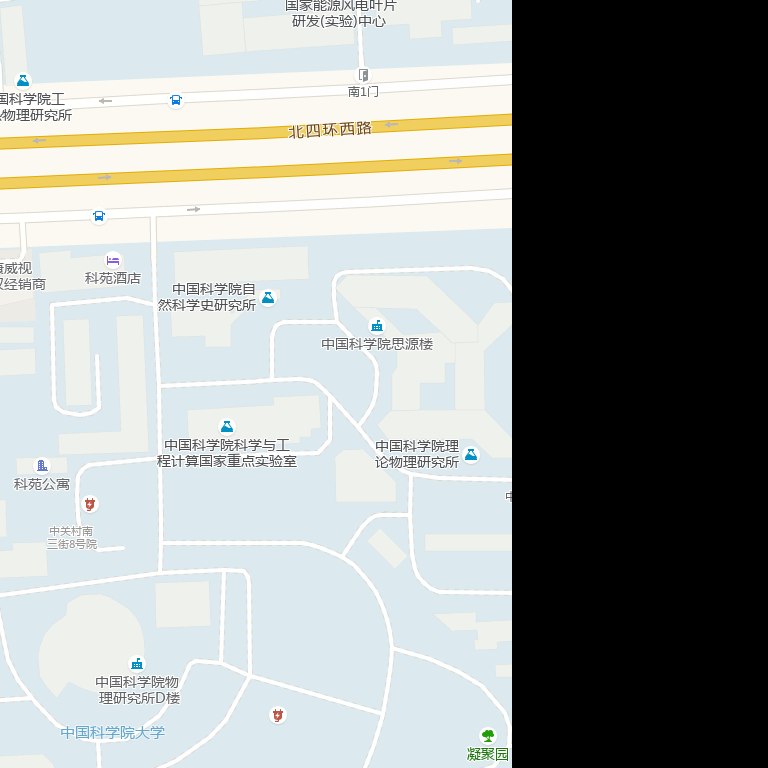 国家能源风电叶片
研发(实验)中心
南1门
国科学院工
物理研究所
北四环西路
威视
经销商
科苑酒店
中国科学院自
然科学史研究所
中国科学院思源楼
中国科学院科学与工
程计算国家重点实验室
中国科学院理
论物理研究所
科苑公寓
中关村南
三街8号院
中国科学院物
理研究所D楼
中国科学院大学
凝聚园